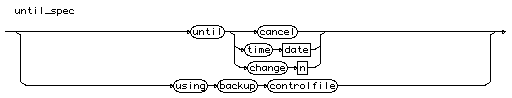 until_spec
until cancel
time date
change n
using backup controlfile